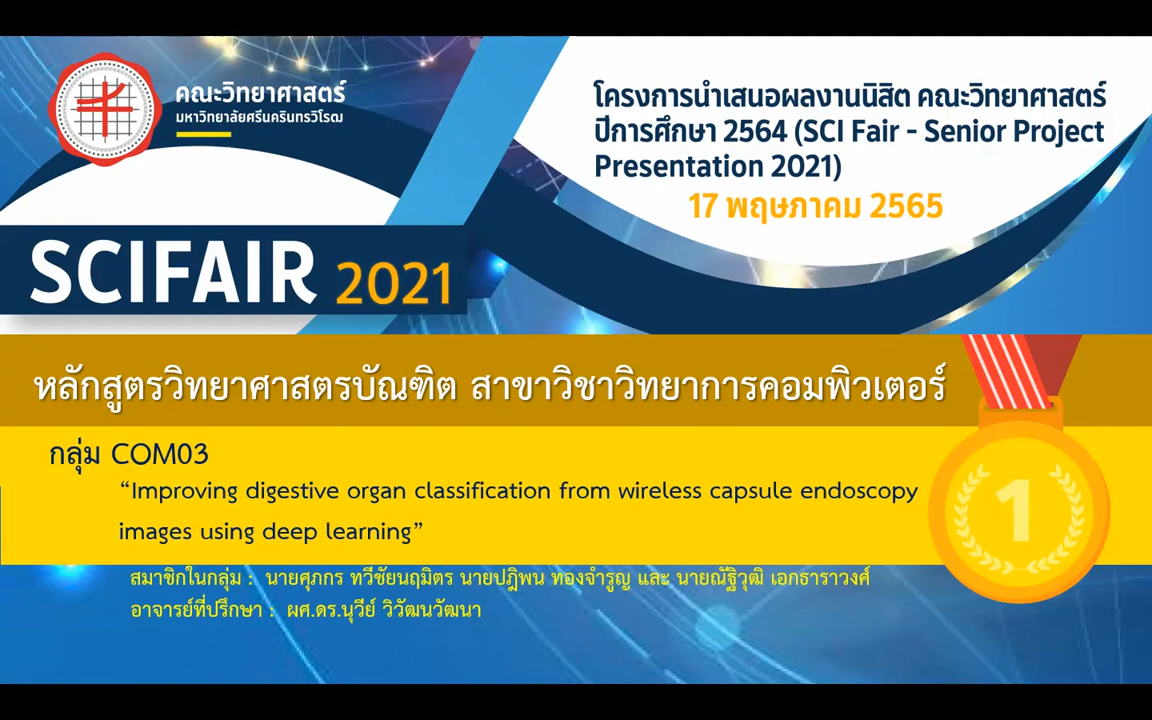 คณะวิทยาศาสตร์
มหาวิทยาลัยศรีนครินทรวิโรฒ
โครงการนำเสนอผลงานนิสิต คณะวิทยาศาสตร์
ปีการศึกษา 2564 (SCI Fair - Senior Project
Presentation 2021)
17 พฤษภาคม 2565
SCIFAIR 2021
หลักสูตรวิทยาศาสตรบัณฑิต สาขาวิชาวิทยาการคอมพิวเตอร์
กลุ่ม COM03
“Improving digestive organ classification from wireless capsule endoscopy
images using deep learning”
1
สมาชิกในกลุ่ม : นายศุภกร ทวีชัยนฤมิตร นายปฎิพน ทองจำรูญ และ นายณัฐิวุฒิ เอกธาราวงศ์
อาจารย์ที่ปรึกษา : ผศ.ดร.นุวีย์ วิวัฒนวัฒนา